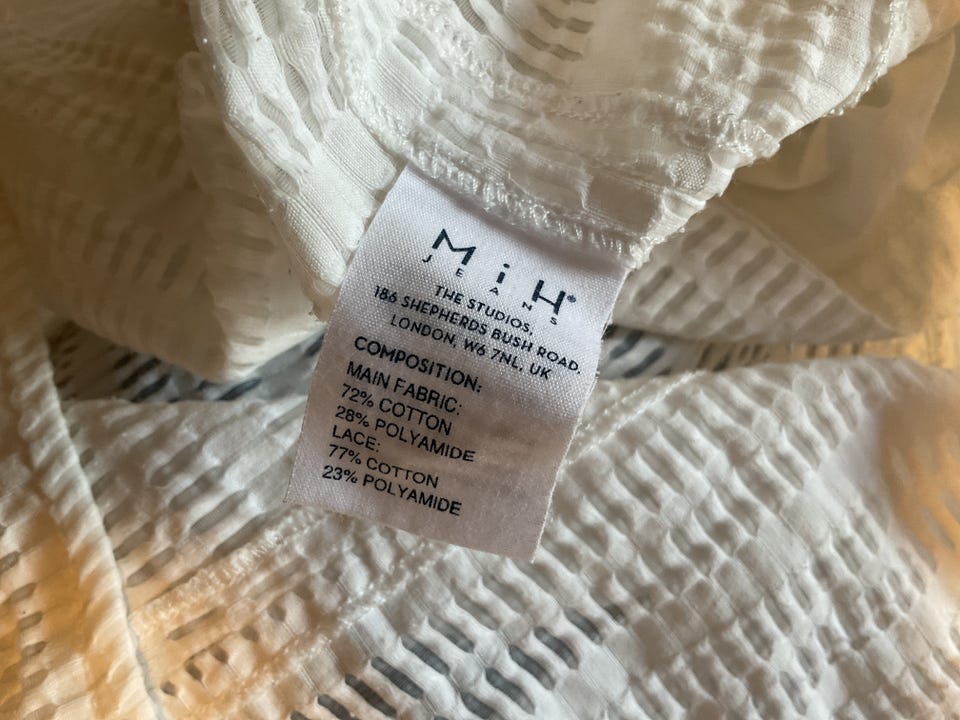 MiH®
JEANS
THE STUDIOS,
186 SHEPHERDS BUSH ROAD,
LONDON, W6 7NL, UK
COMPOSITION:
MAIN FABRIC:
72% COTTON
28% POLYAMIDE
LACE:
77% COTTON
23% POLYAMIDE